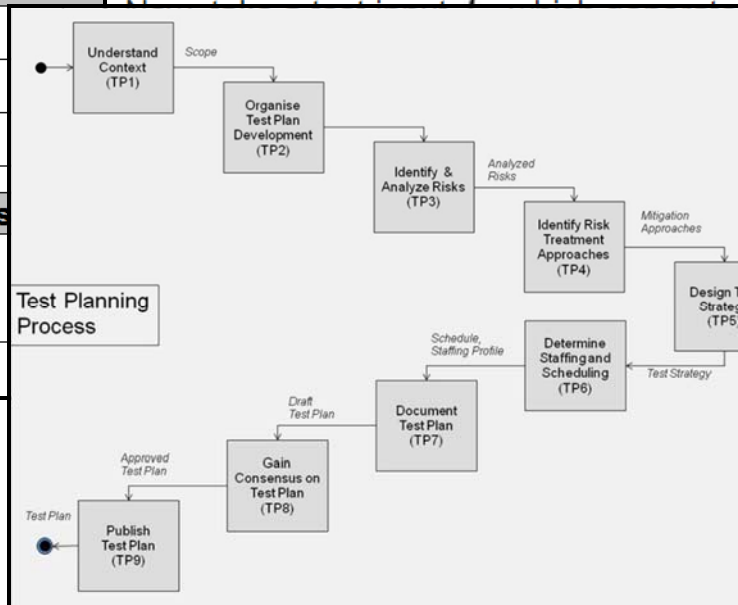 Understand
Context
(TP1)
Scope
Organise
Test Plan
Development
(TP2)
Identify &
Analyze Risks
(TP3)
Analyzed
Risks
Identify Risk
Treatment
Approaches
(TP4)
Mitigation
Approaches
Design
(TP5)
Test Strategy
Test Planning
Process
Determine
Staffing and
Scheduling
(TP6)
Schedule,
Staffing Profile
Document
Test Plan
(TP7)
Draft
Test Plan
Gain
Consensus on
Test Plan
(TP8)
Approved
Test Plan
Publish
Test Plan
(TP9)
Test Plan